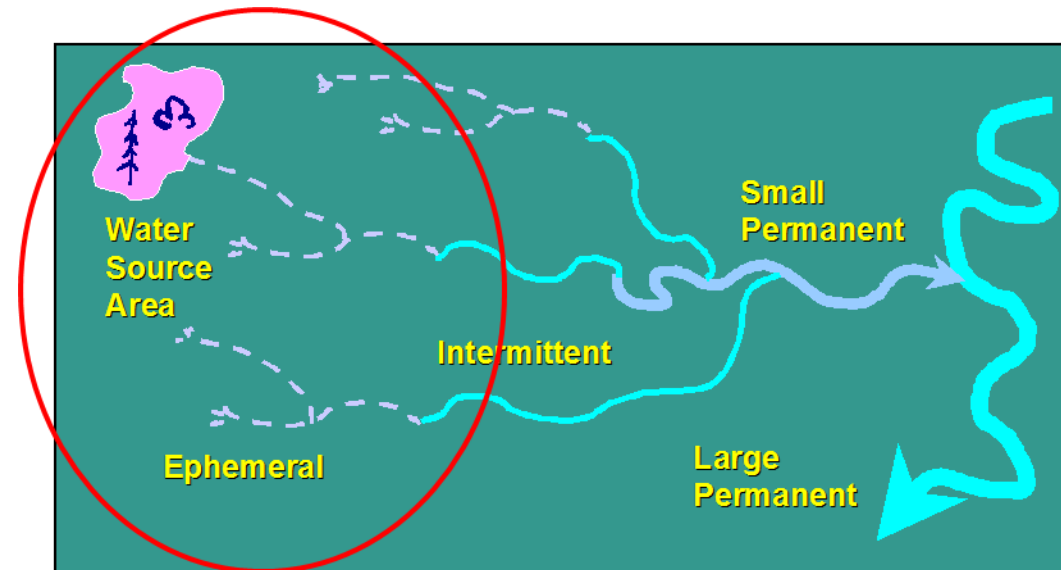 Water
Source
Area
Small
Permanent
Intermittent
Ephemeral
Large
Permanent